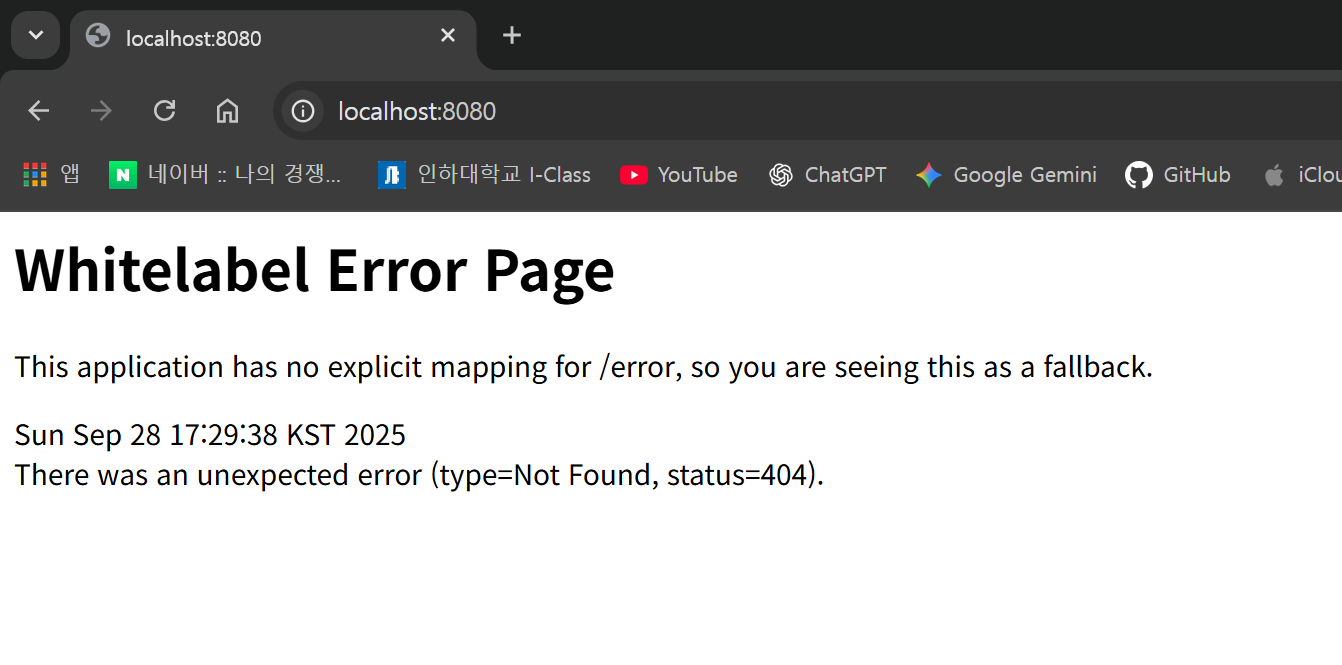 localhost:8080
localhost:8080
앱 네이버 :: 나의 경쟁... 인하대학교 I-Class YouTube ChatGPT Google Gemini GitHub iClou
Whitelabel Error Page
This application has no explicit mapping for /error, so you are seeing this as a fallback.
Sun Sep 28 17:29:38 KST 2025
There was an unexpected error (type=Not Found, status=404).